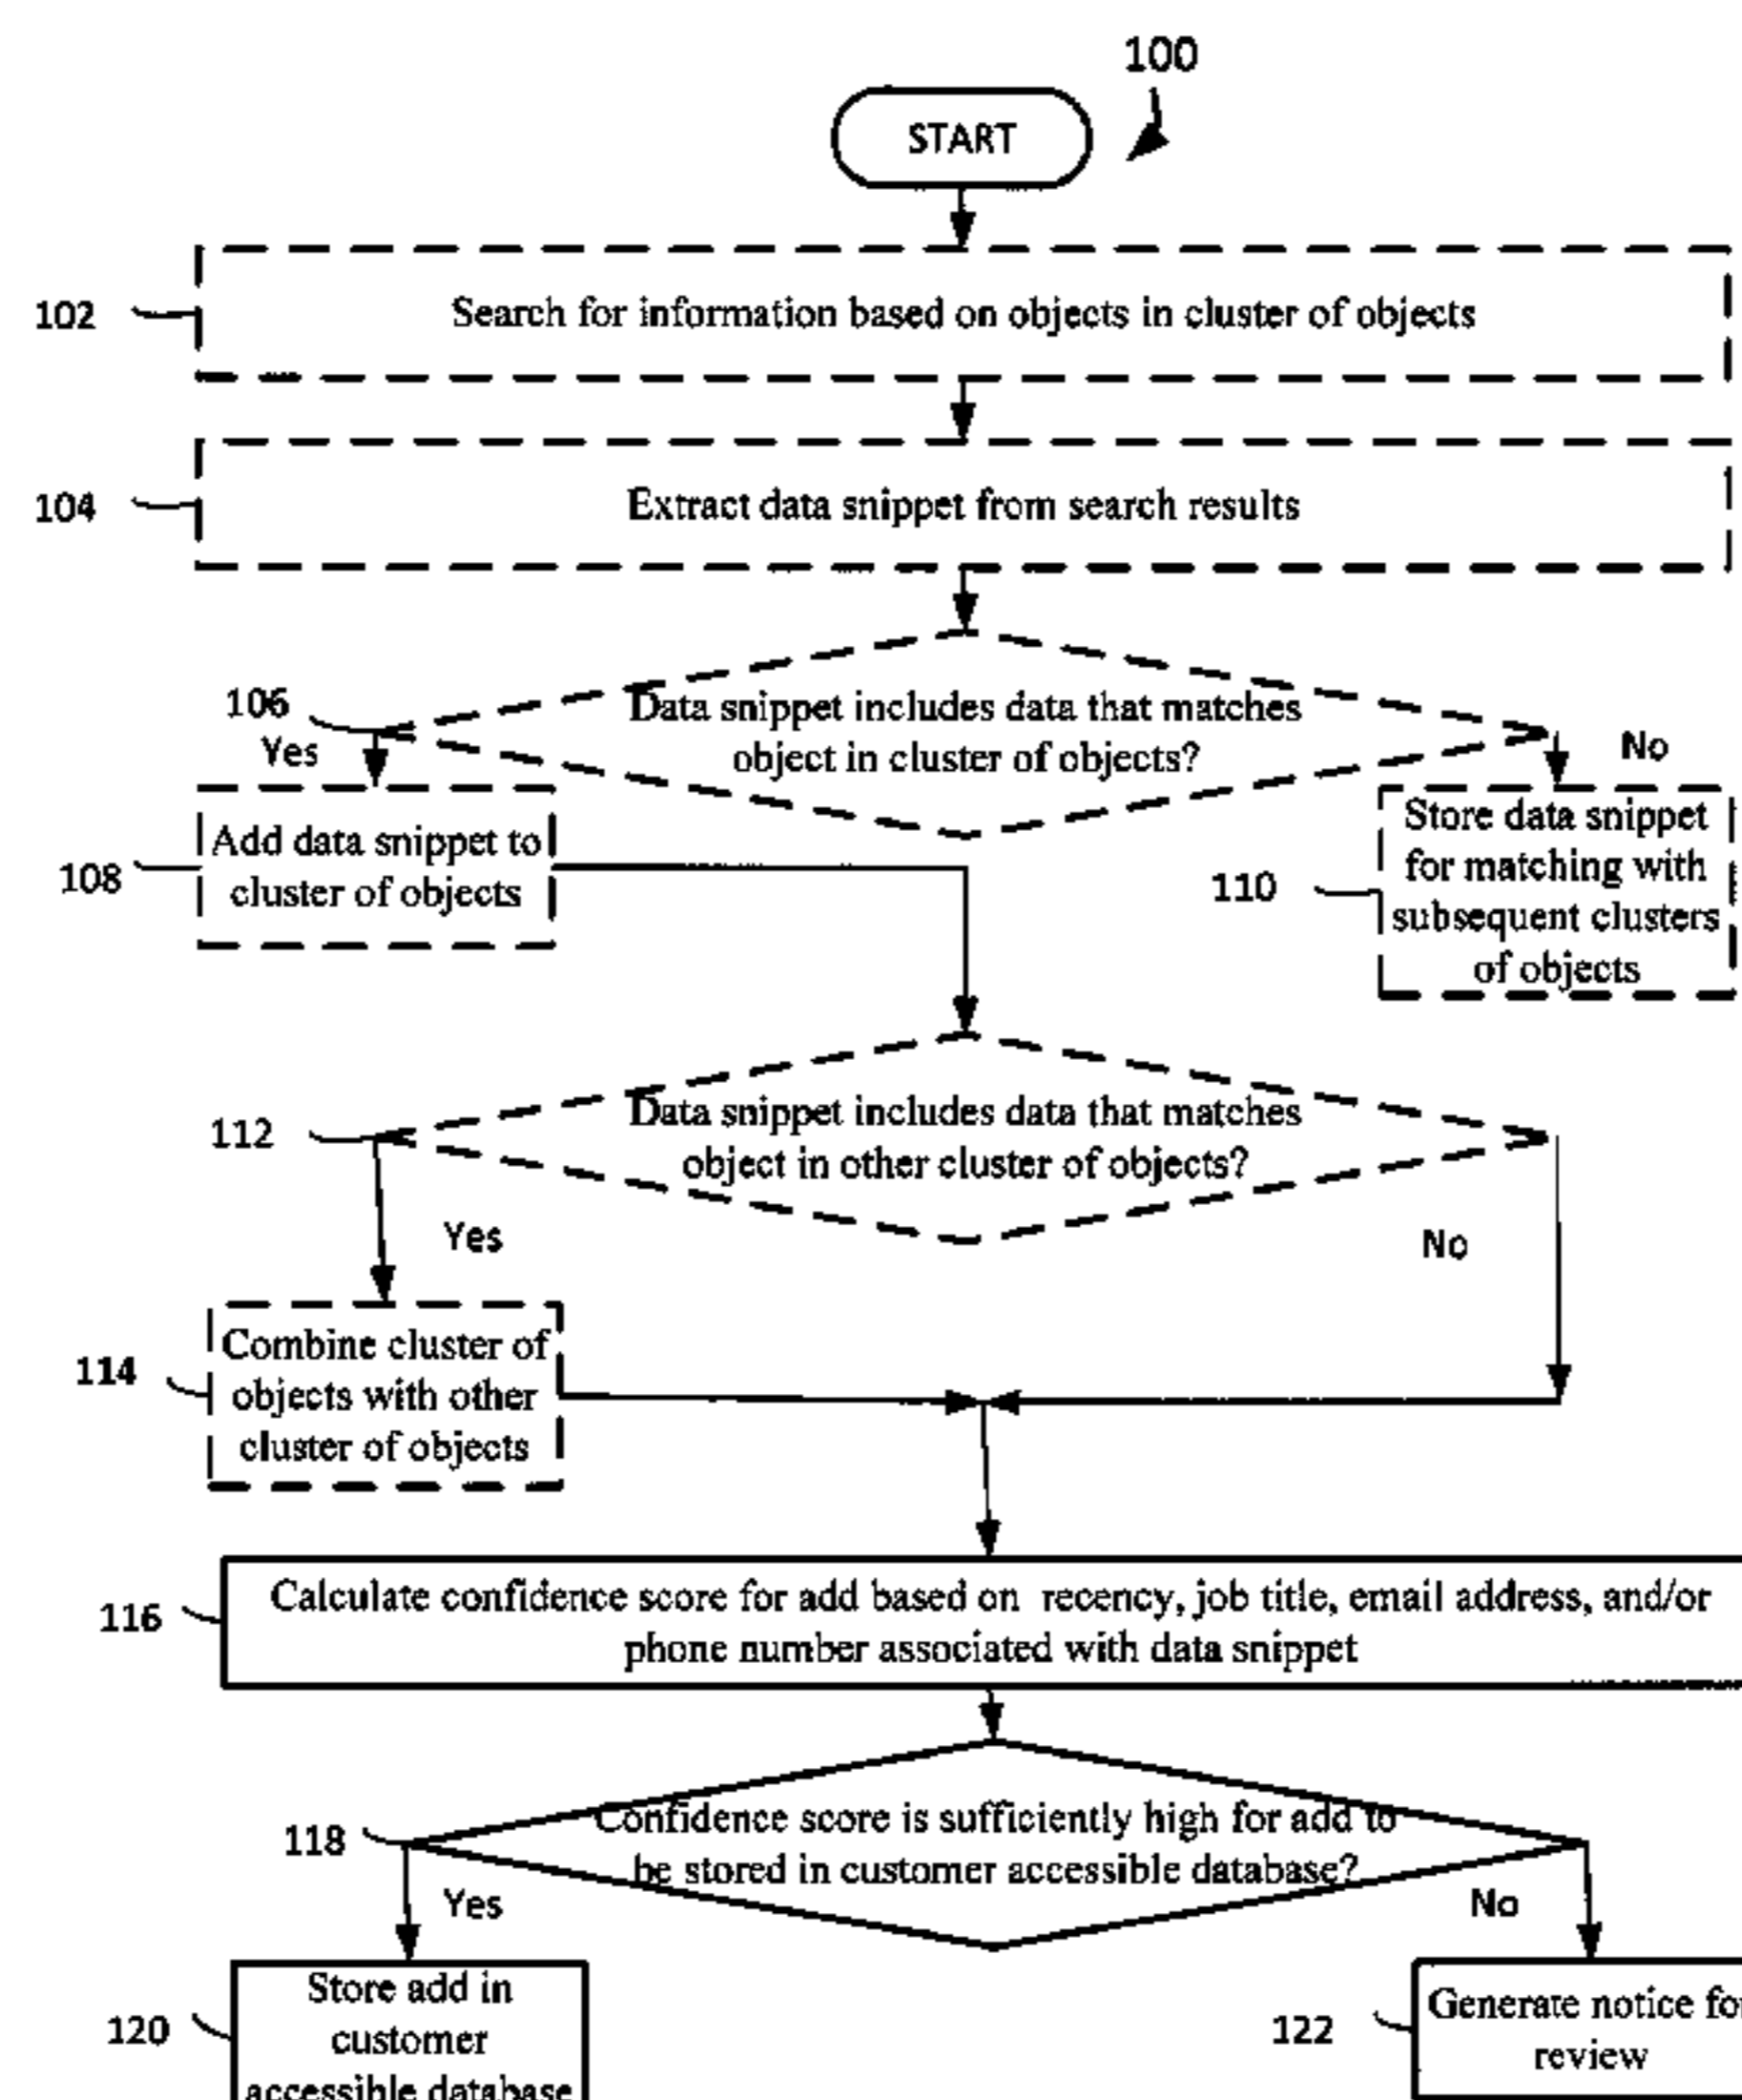 100
START
102
Search for information based on objects in cluster of objects
104
Extract data snippet from search results
106
Data snippet includes data that matches
object in cluster of objects?
Yes
No
108
Add data snippet to
cluster of objects
110
Store data snippet
for matching with
subsequent clusters
of objects
112
Data snippet includes data that matches
object in other cluster of objects?
Yes
No
114
Combine cluster of
objects with other
cluster of objects
116
Calculate confidence score for add based on recency, job title, email address, and/or
phone number associated with data snippet
118
Confidence score is sufficiently high for add to
be stored in customer accessible database?
Yes
No
120
Store add in
customer
accessible database
122
Generate notice for
review